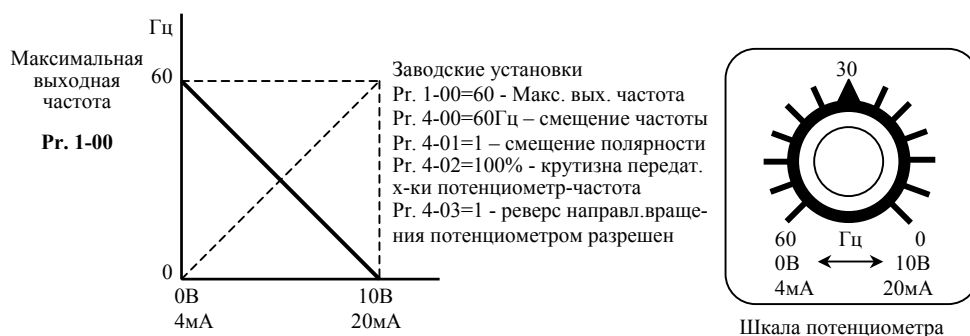 Гц
Максимальная
выходная
частота
Pr. 1-00
60
0
0В
10В
4мА
20мА
Заводские установки
Pr. 1-00=60 - Макс. вых. частота
Pr. 4-00=60Гц – смещение частоты
Pr. 4-01=1 – смещение полярности
Pr. 4-02=100% - крутизна передат.
х-ки потенциометр-частота
Pr. 4-03=1 - реверс направл.враще-
ния потенциометром разрешен
30
60 Гц 0
0В 10В
4мА 20мА
Шкала потенциометра